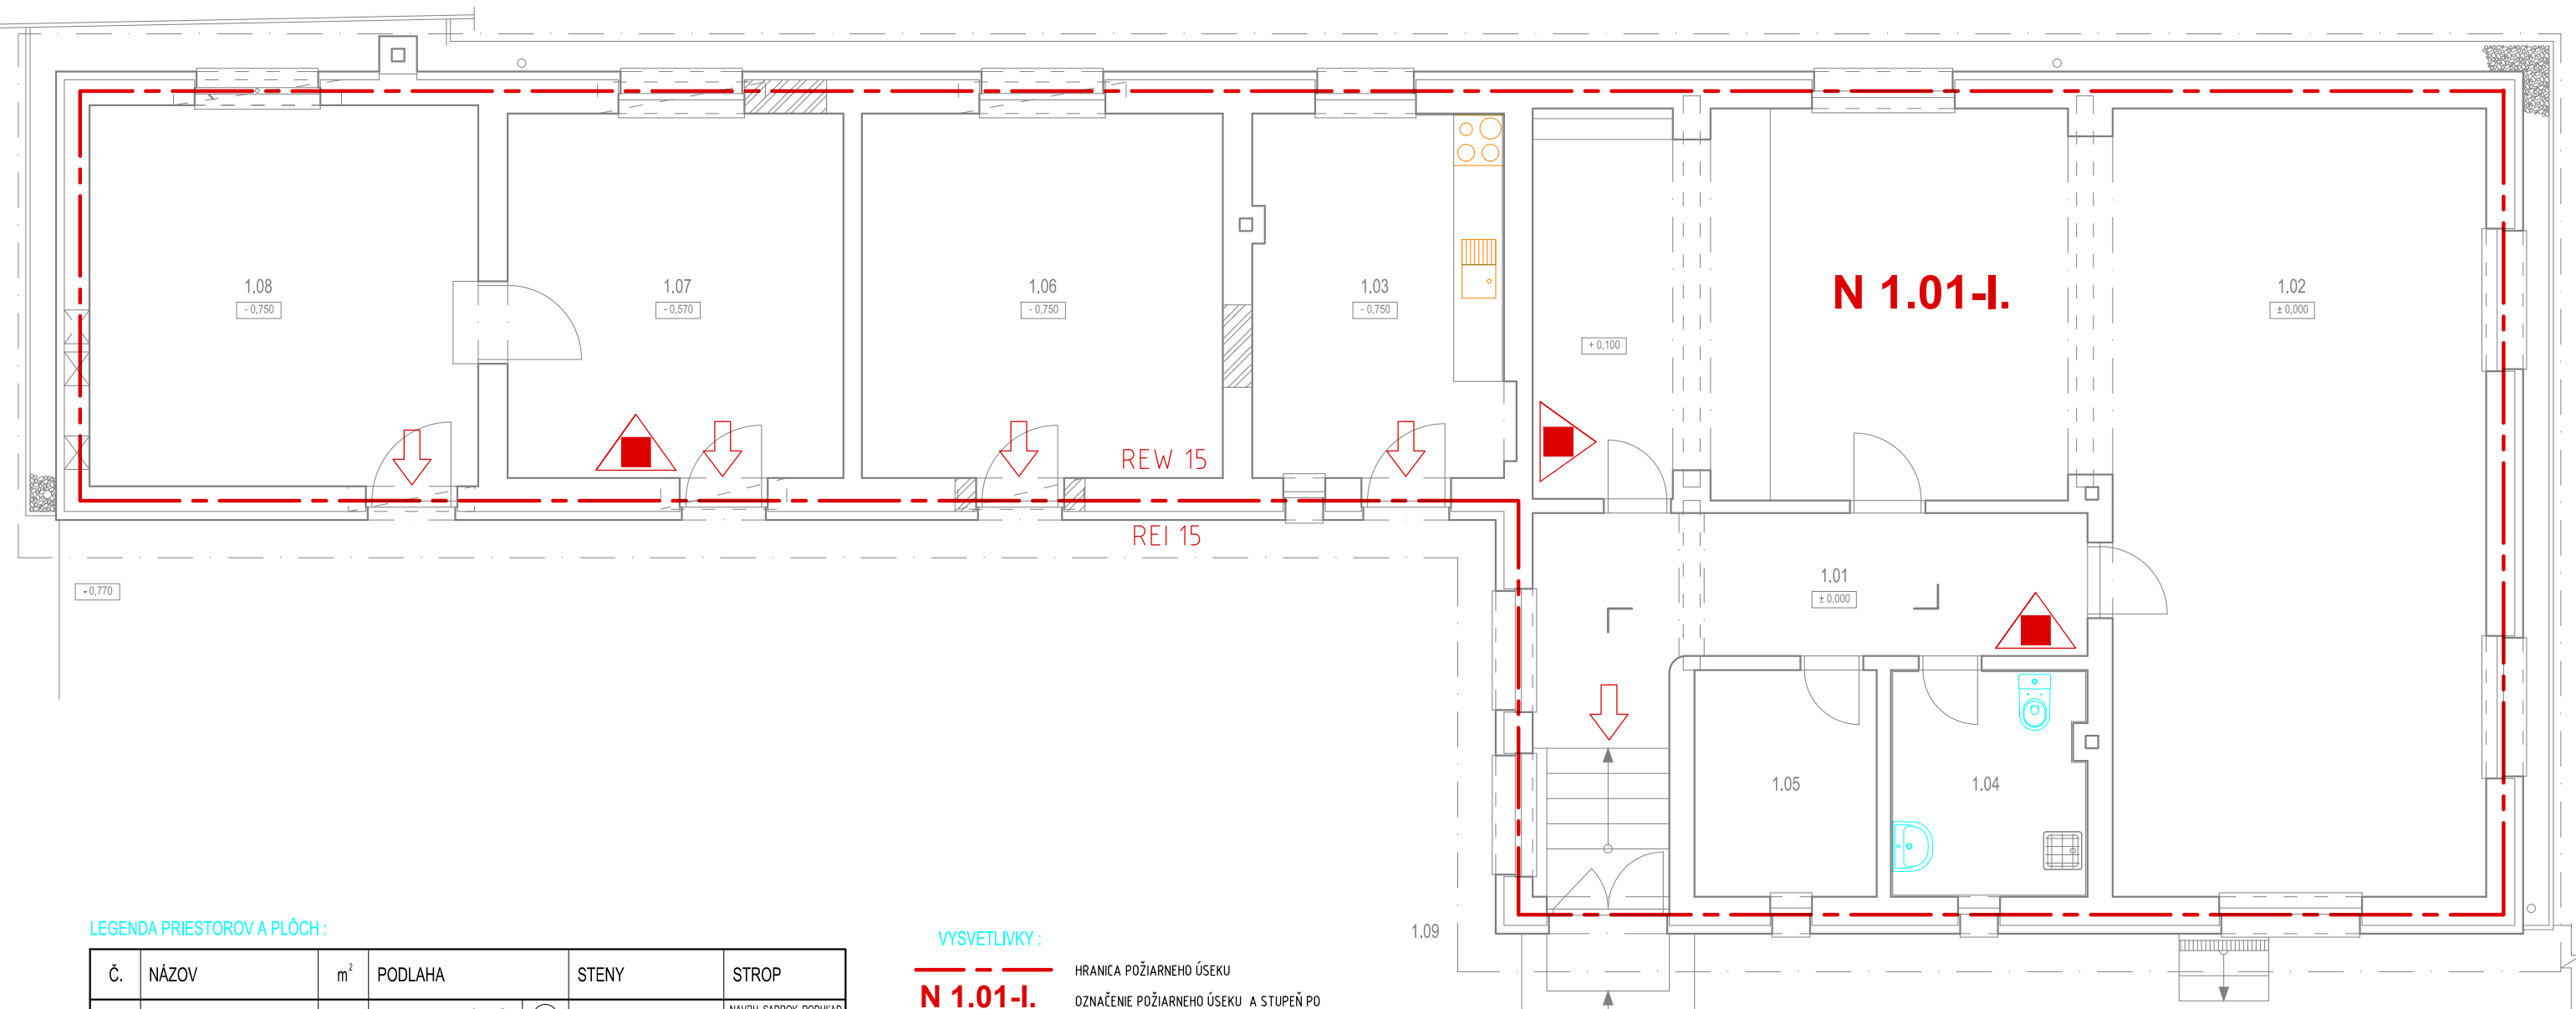 1.08
- 0,750
1.07
- 0,570
1.06
- 0,750
1.03
- 0,750
+ 0,100
N 1.01-I.
1.02
± 0,000
REW 15
REI 15
- 0,770
1.01
± 0,000
1.05
1.04
1.09
LEGENDA PRIESTOROV A PLÔCH :
Č. NÁZOV m² PODLAHA STENY STROP
VYSVETLIVKY :
HRANICA POŽIARNEHO ÚSEKU
N 1.01-I. OZNAČENIE POŽIARNEHO ÚSEKU A STUPEŇ PO